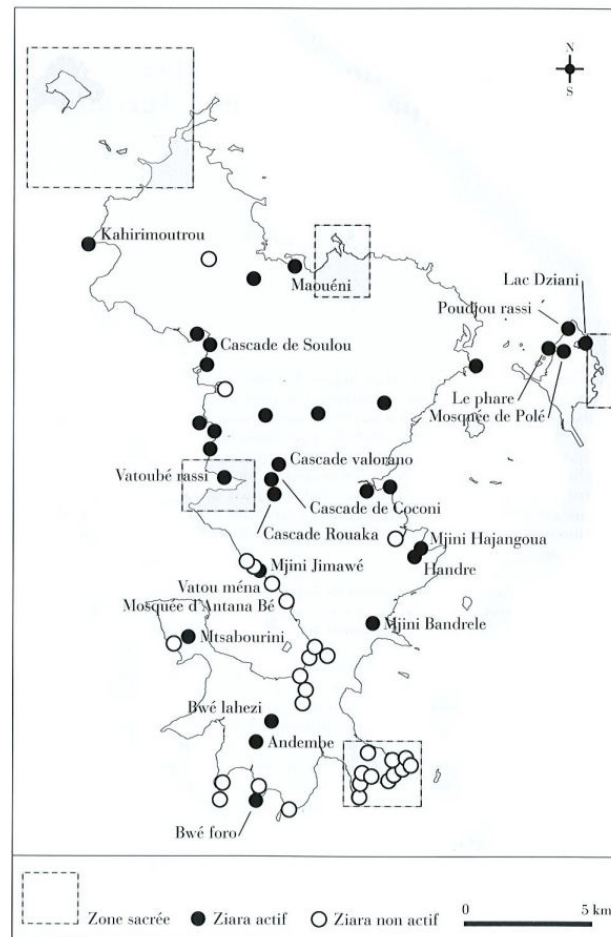 N
S
Kahirimoutrou
Maouéni
Lac Dziani
Poudjou rassi
Cascade de Soulou
Le phare
Mosquée de Polé
Cascade valorano
Vatoubé rassi
Cascade de Coconi
Cascade Rouaka
Mjini Hajangoua
Mjini Jimawé
Handre
Vatou ména
Mosquée d'Antana Bé
Mjini Bandrele
Mtsabourini
Bwé lahezi
Andembe
Bwé foro
Zone sacrée
Ziara actif
Ziara non actif
0
5 km